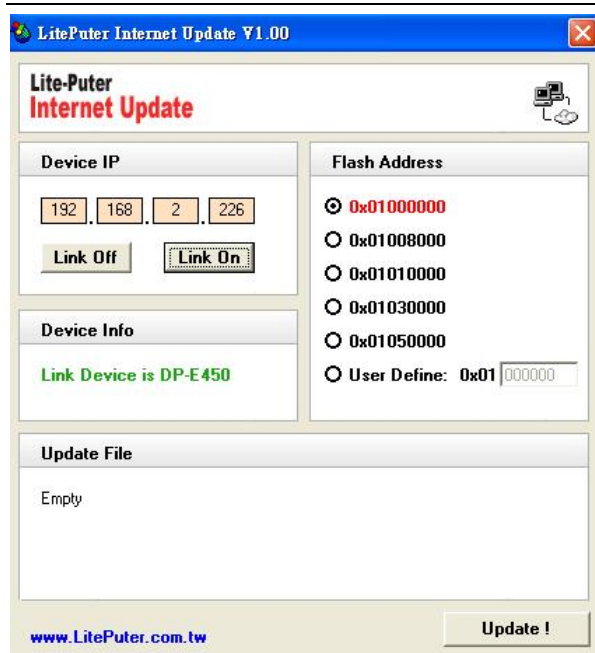 LitePuter Internet Update V1.00
Lite-Puter
Internet Update
Device IP
192 . 168 . 2 . 226
Link Off Link On
Device Info
Link Device is DP-E450
Flash Address
0x01000000
0x01008000
0x01010000
0x01030000
0x01050000
User Define: 0x01 000000
Update File
Empty
www.LitePuter.com.tw
Update !